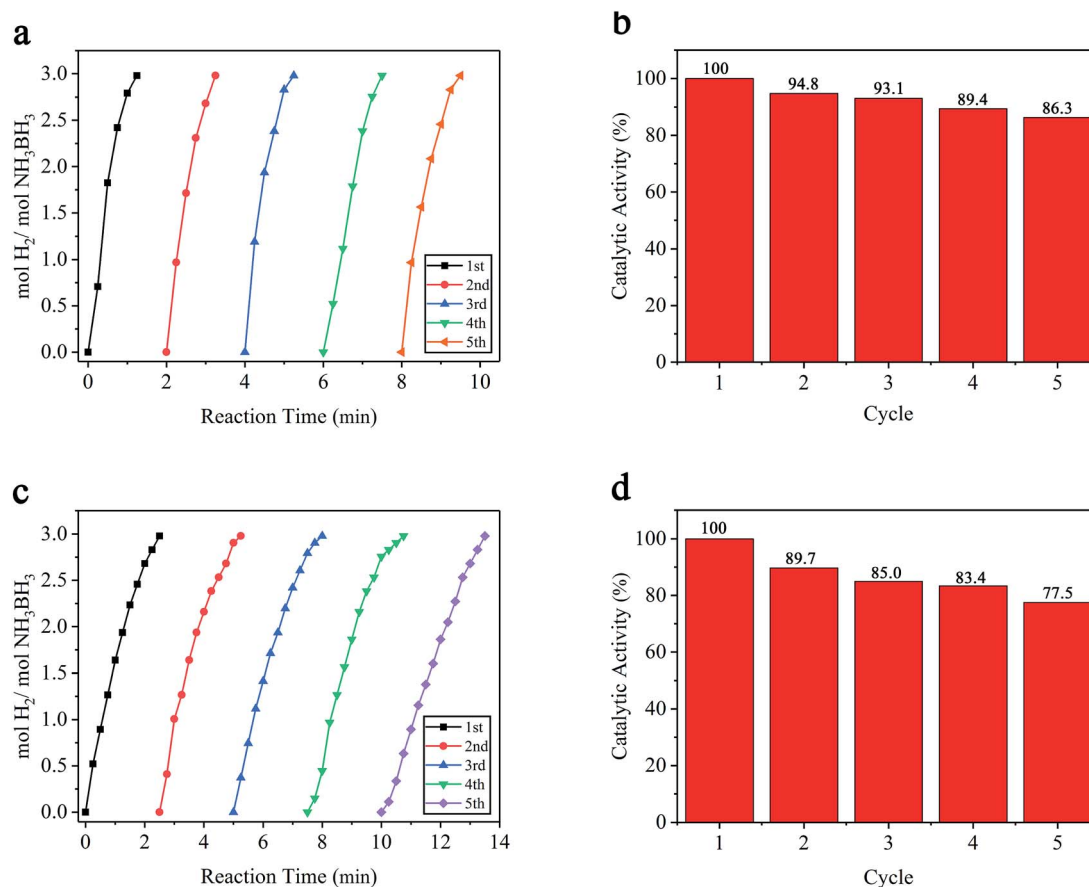 a
mol H2/ mol NH3BH3
3.0
2.5
2.0
1.5
1.0
0.5
0.0
0 2 4 6 8 10
Reaction Time (min)
1st
2nd
3rd
4th
5th
b
Catalytic Activity (%)
100
80
60
40
20
0
100
94.8
93.1
89.4
86.3
1 2 3 4 5
Cycle
c
mol H2/ mol NH3BH3
3.0
2.5
2.0
1.5
1.0
0.5
0.0
0 2 4 6 8 10 12 14
Reaction Time (min)
1st
2nd
3rd
4th
5th
d
Catalytic Activity (%)
100
80
60
40
20
0
100
89.7
85.0
83.4
77.5
1 2 3 4 5
Cycle